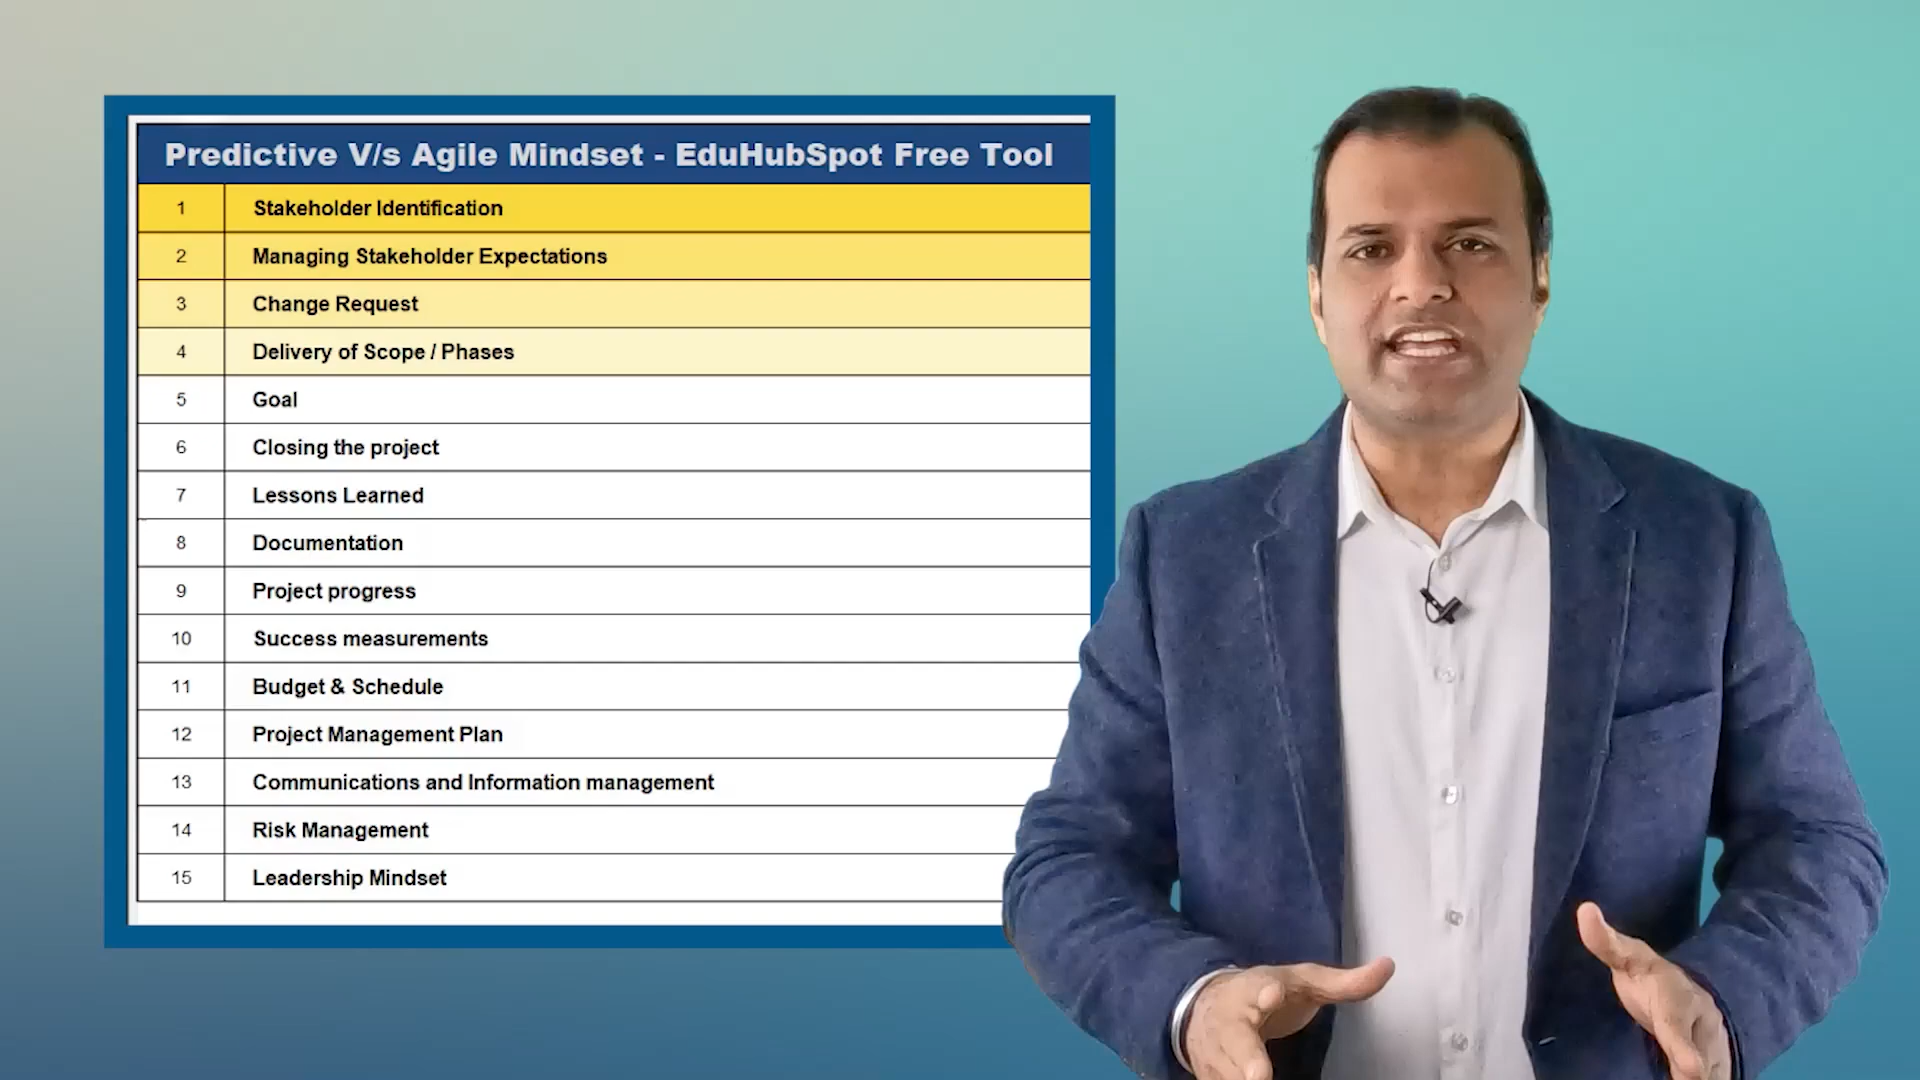 Predictive V/s Agile Mindset - EduHubSpot Free Tool
1 Stakeholder Identification
2 Managing Stakeholder Expectations
3 Change Request
4 Delivery of Scope / Phases
5 Goal
6 Closing the project
7 Lessons Learned
8 Documentation
9 Project progress
10 Success measurements
11 Budget & Schedule
12 Project Management Plan
13 Communications and Information management
14 Risk Management
15 Leadership Mindset